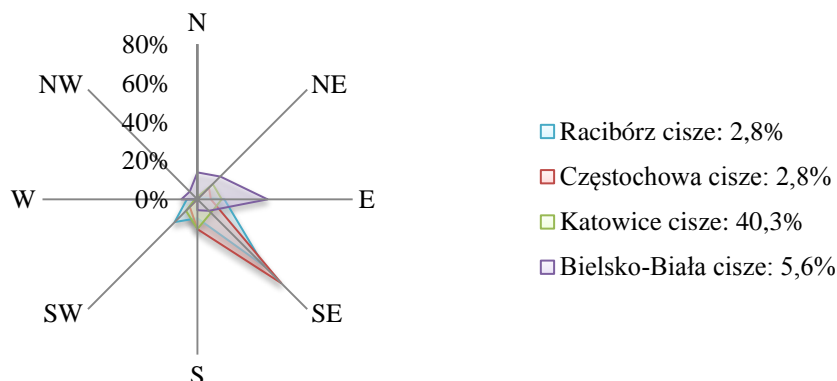 N
80%
60%
40%
20%
0%
NW
NE
W
E
SW
SE
S
Racibórz cisze: 2,8%
Częstochowa cisze: 2,8%
Katowice cisze: 40,3%
Bielsko-Biała cisze: 5,6%